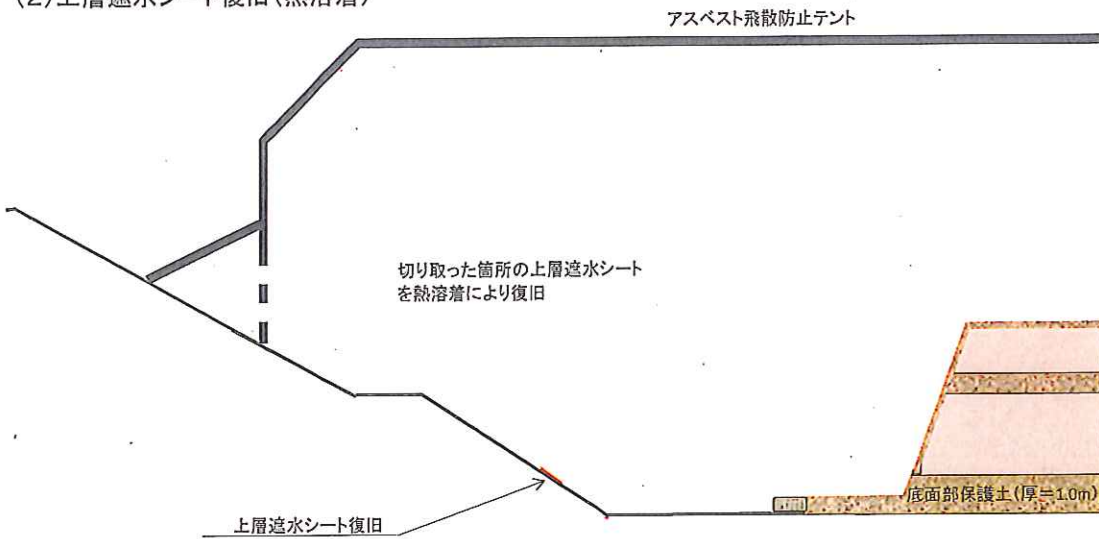 (2)上層遮水シート復旧(熱溶着)
アスベスト飛散防止テント
切り取った箇所の上層遮水シート
を熱溶着により復旧
底面部保護土(厚=1.0m)
上層遮水シート復旧